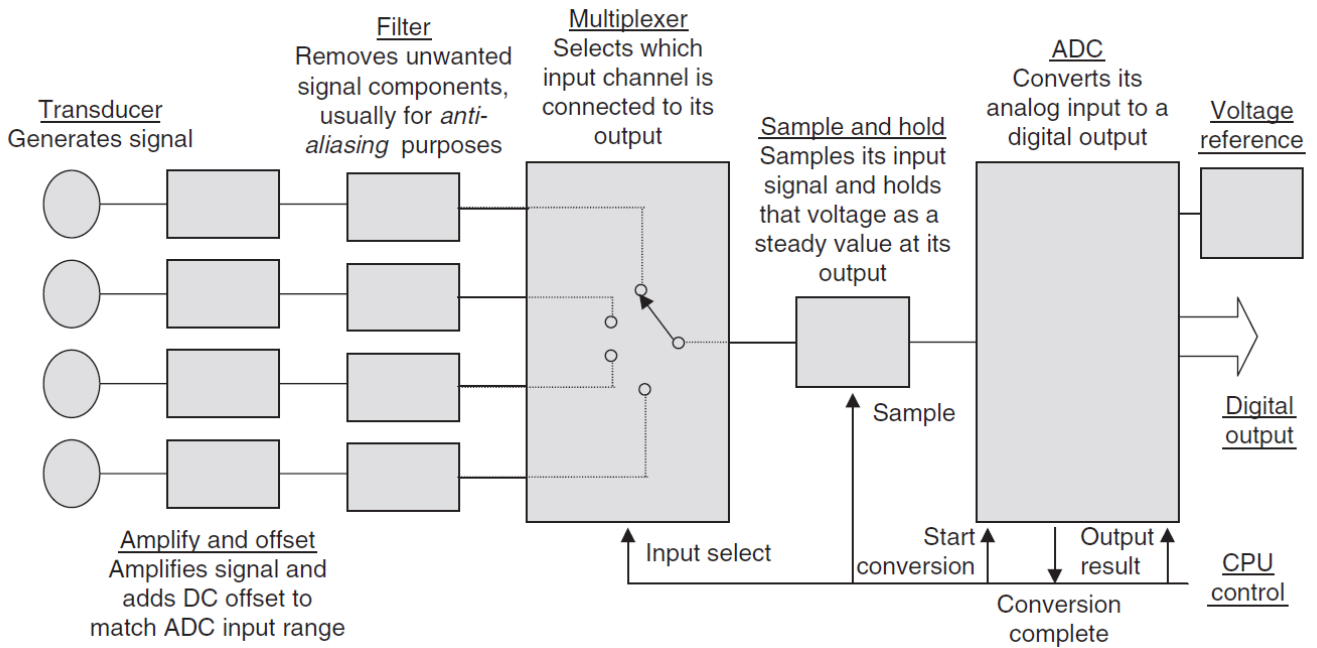 Transducer
Generates signal
Filter
Removes unwanted
signal components,
usually for anti-
aliasing purposes
Multiplexer
Selects which
input channel is
connected to its
output
Sample and hold
Samples its input
signal and holds
that voltage as a
steady value at its
output
ADC
Converts its
analog input to a
digital output
Voltage
reference
Digital
output
Sample
Amplify and offset
Amplifies signal and
adds DC offset to
match ADC input range
Input select
Start
conversion
Output
result
Conversion
complete
CPU
control